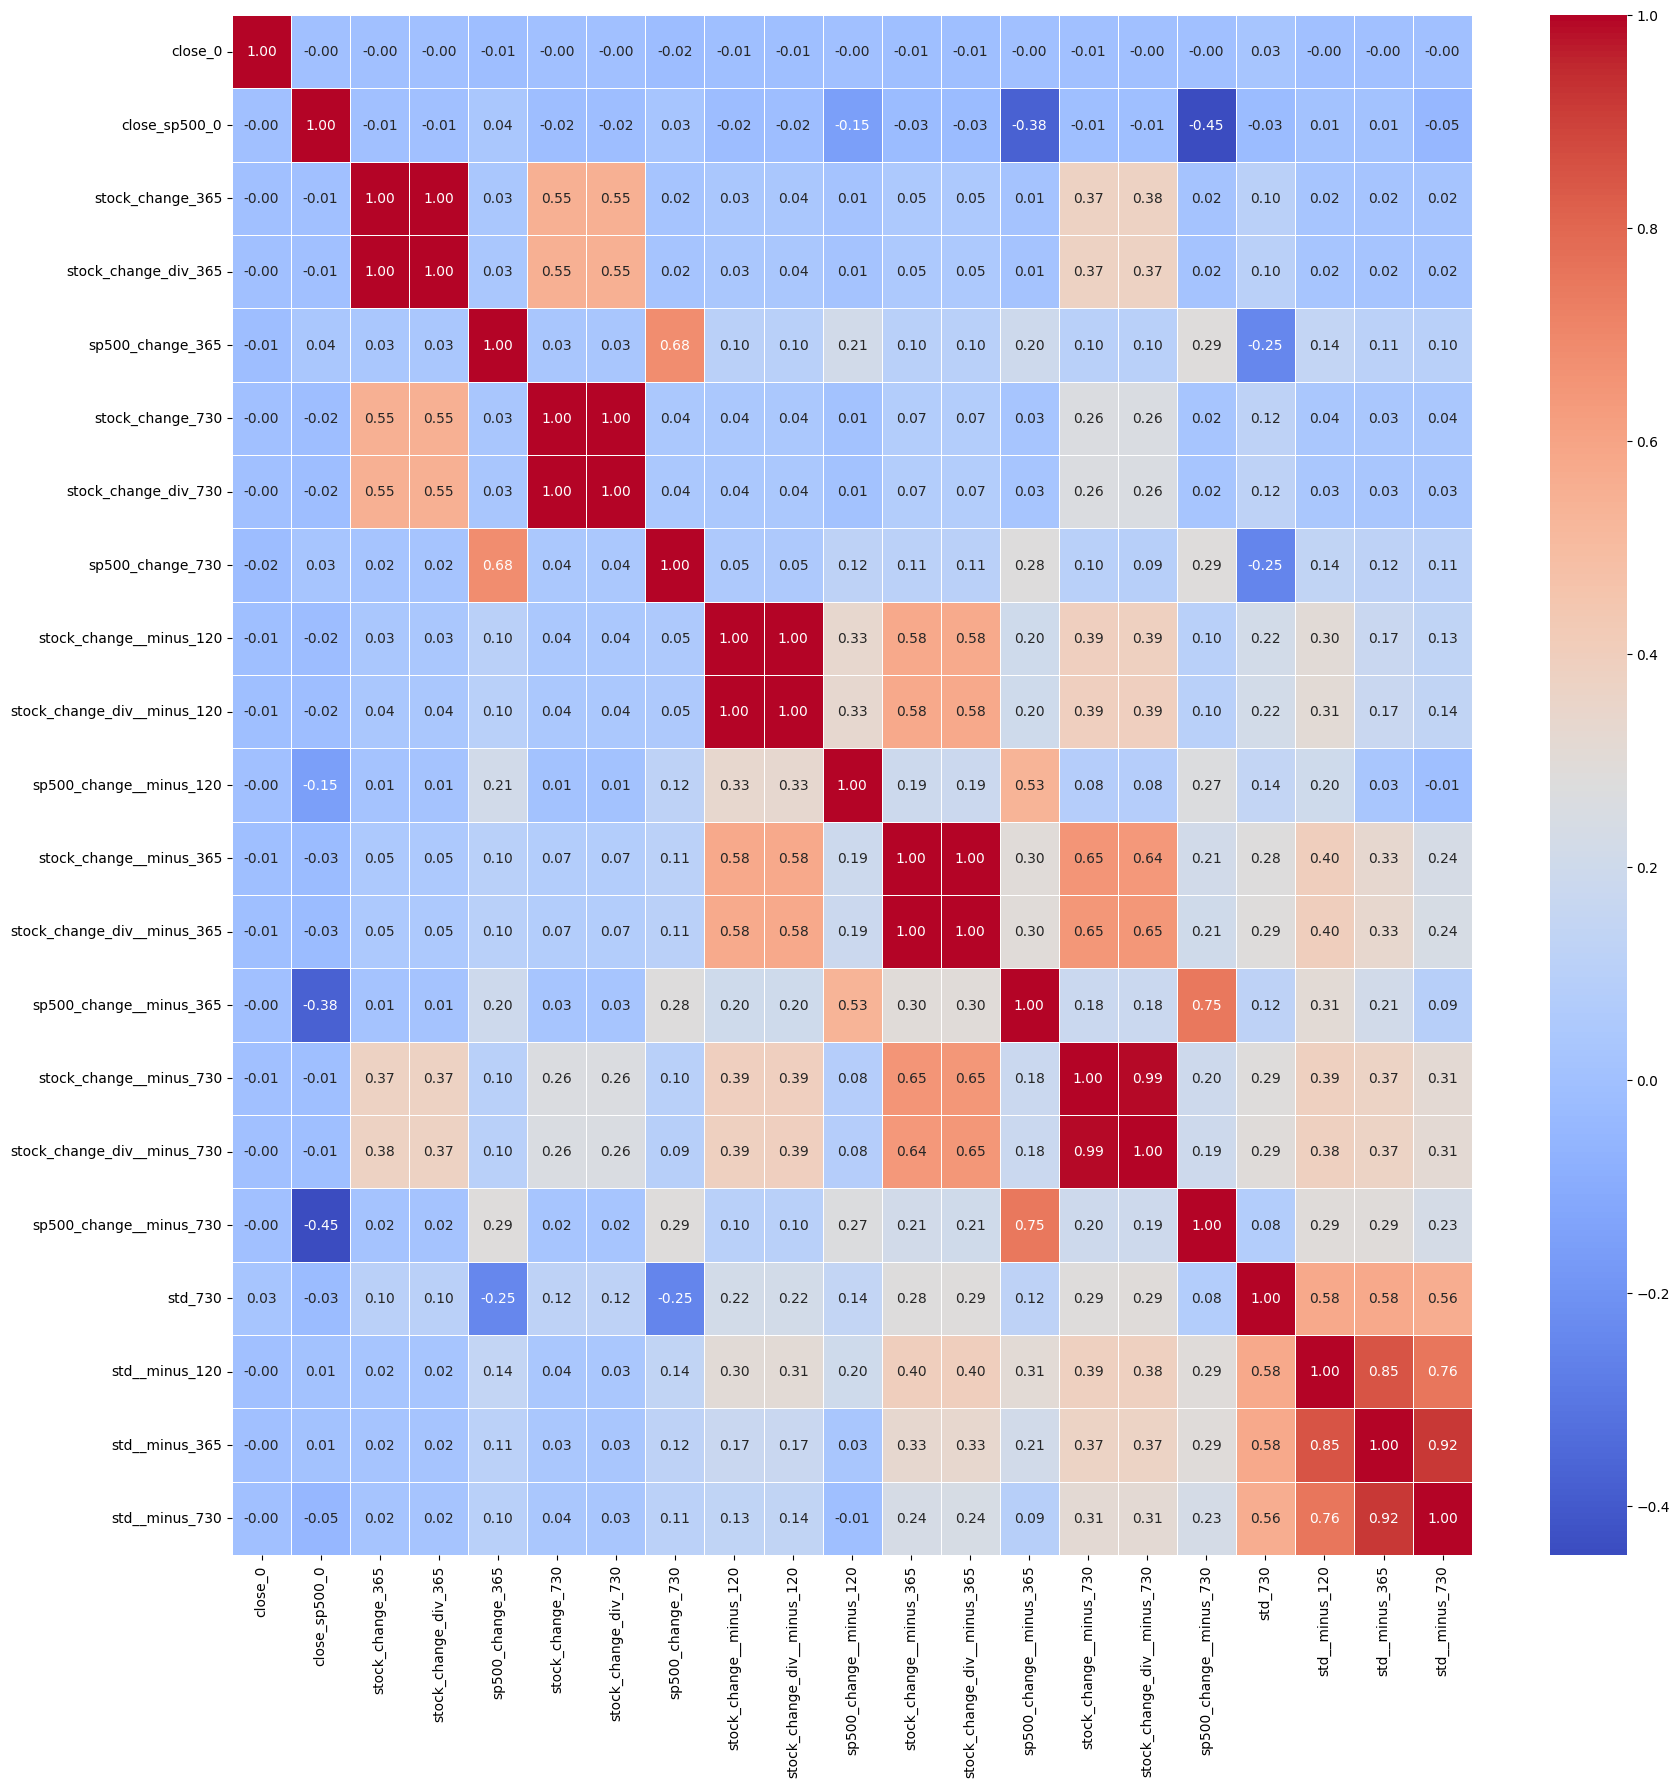 close_0 1.00 -0.00 -0.00 -0.00 -0.01 -0.00 -0.00 -0.02 -0.01 -0.01 -0.00 -0.01 -0.01 -0.00 -0.01 -0.00 -0.00 0.03 -0.00 -0.00 -0.00
close_sp500_0 -0.00 1.00 -0.01 -0.01 0.04 -0.02 -0.02 0.03 -0.02 -0.02 -0.15 -0.03 -0.03 -0.38 -0.01 -0.01 -0.45 -0.03 0.01 0.01 -0.05
stock_change_365 -0.00 -0.01 1.00 1.00 0.03 0.55 0.55 0.02 0.03 0.04 0.01 0.05 0.05 0.01 0.37 0.38 0.02 0.10 0.02 0.02 0.02
stock_change_div_365 -0.00 -0.01 1.00 1.00 0.03 0.55 0.55 0.02 0.03 0.04 0.01 0.05 0.05 0.01 0.37 0.37 0.02 0.10 0.02 0.02 0.02
sp500_change_365 -0.01 0.04 0.03 0.03 1.00 0.03 0.03 0.68 0.10 0.10 0.21 0.10 0.10 0.20 0.10 0.10 0.29 -0.25 0.14 0.11 0.10
stock_change_730 -0.00 -0.02 0.55 0.55 0.03 1.00 1.00 0.04 0.04 0.04 0.01 0.07 0.07 0.03 0.26 0.26 0.02 0.12 0.04 0.03 0.04
stock_change_div_730 -0.00 -0.02 0.55 0.55 0.03 1.00 1.00 0.04 0.04 0.04 0.01 0.07 0.07 0.03 0.26 0.26 0.02 0.12 0.03 0.03 0.03
sp500_change_730 -0.02 0.03 0.02 0.02 0.68 0.04 0.04 1.00 0.05 0.05 0.12 0.11 0.11 0.28 0.10 0.09 0.29 -0.25 0.14 0.12 0.11
stock_change__minus_120 -0.01 -0.02 0.03 0.03 0.10 0.04 0.04 0.05 1.00 1.00 0.33 0.58 0.58 0.20 0.39 0.39 0.10 0.22 0.30 0.17 0.13
stock_change_div__minus_120 -0.01 -0.02 0.04 0.04 0.10 0.04 0.04 0.05 1.00 1.00 0.33 0.58 0.58 0.20 0.39 0.39 0.10 0.22 0.31 0.17 0.14
sp500_change__minus_120 -0.00 -0.15 0.01 0.01 0.21 0.01 0.01 0.12 0.33 0.33 1.00 0.19 0.19 0.53 0.08 0.08 0.27 0.14 0.20 0.03 -0.01
stock_change__minus_365 -0.01 -0.03 0.05 0.05 0.10 0.07 0.07 0.11 0.58 0.58 0.19 1.00 1.00 0.30 0.65 0.64 0.21 0.28 0.40 0.33 0.24
stock_change_div__minus_365 -0.01 -0.03 0.05 0.05 0.10 0.07 0.07 0.11 0.58 0.58 0.19 1.00 1.00 0.30 0.65 0.65 0.21 0.29 0.40 0.33 0.24
sp500_change__minus_365 -0.00 -0.38 0.01 0.01 0.20 0.03 0.03 0.28 0.20 0.20 0.53 0.30 0.30 1.00 0.18 0.18 0.75 0.12 0.31 0.21 0.09
stock_change__minus_730 -0.01 -0.01 0.37 0.37 0.10 0.26 0.26 0.10 0.39 0.39 0.08 0.65 0.65 0.18 1.00 0.99 0.20 0.29 0.39 0.37 0.31
stock_change_div__minus_730 -0.00 -0.01 0.38 0.37 0.10 0.26 0.26 0.09 0.39 0.39 0.08 0.64 0.65 0.18 0.99 1.00 0.19 0.29 0.38 0.37 0.31
sp500_change__minus_730 -0.00 -0.45 0.02 0.02 0.29 0.02 0.02 0.29 0.10 0.10 0.27 0.21 0.21 0.75 0.20 0.19 1.00 0.08 0.29 0.29 0.23
std_730 0.03 -0.03 0.10 0.10 -0.25 0.12 0.12 -0.25 0.22 0.22 0.14 0.28 0.29 0.12 0.29 0.29 0.08 1.00 0.58 0.58 0.56
std__minus_120 -0.00 0.01 0.02 0.02 0.14 0.04 0.03 0.14 0.30 0.31 0.20 0.40 0.40 0.31 0.39 0.38 0.29 0.58 1.00 0.85 0.76
std__minus_365 -0.00 0.01 0.02 0.02 0.11 0.03 0.03 0.12 0.17 0.17 0.03 0.33 0.33 0.21 0.37 0.37 0.29 0.58 0.85 1.00 0.92
std__minus_730 -0.00 -0.05 0.02 0.02 0.10 0.04 0.03 0.11 0.13 0.14 -0.01 0.24 0.24 0.09 0.31 0.31 0.23 0.56 0.76 0.92 1.00
close_0
close_sp500_0
stock_change_365
stock_change_div_365
sp500_change_365
stock_change_730
stock_change_div_730
sp500_change_730
stock_change__minus_120
stock_change_div__minus_120
sp500_change__minus_120
stock_change__minus_365
stock_change_div__minus_365
sp500_change__minus_365
stock_change__minus_730
stock_change_div__minus_730
sp500_change__minus_730
std_730
std__minus_120
std__minus_365
std__minus_730
1.0
0.8
0.6
0.4
0.2
0.0
−0.2
−0.4